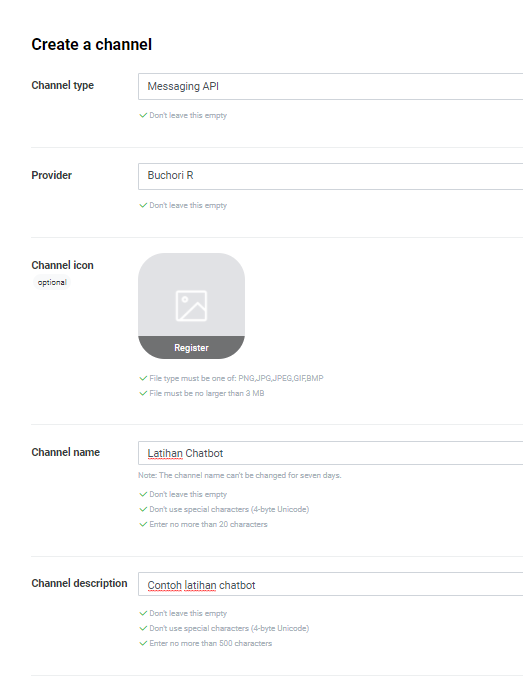 Create a channel
Channel type
Messaging API
Don't leave this empty
Provider
Buchori R
Don't leave this empty
Channel icon
optional
Register
File type must be one of: PNG,JPG,JPEG,GIF,BMP
File must be no larger than 3 MB
Channel name
Latihan Chatbot
Note: The channel name can't be changed for seven days.
Don't leave this empty
Don't use special characters (4-byte Unicode)
Enter no more than 20 characters
Channel description
Contoh latihan chatbot
Don't leave this empty
Don't use special characters (4-byte Unicode)
Enter no more than 500 characters